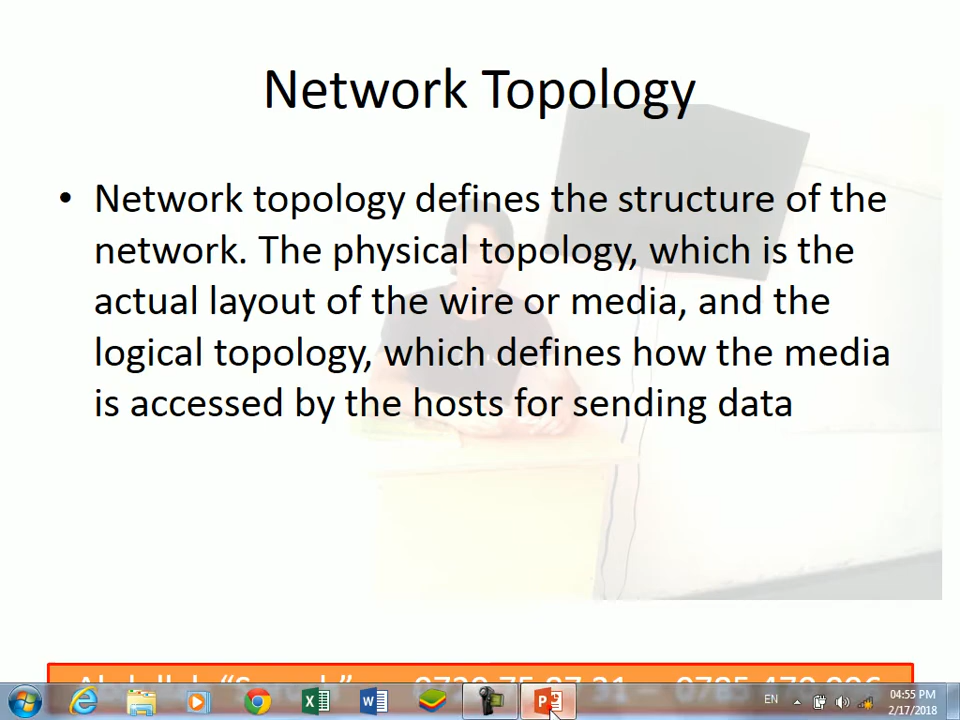 Network Topology
• Network topology defines the structure of the
network. The physical topology, which is the
actual layout of the wire or media, and the
logical topology, which defines how the media
is accessed by the hosts for sending data
EN
04:55 PM
2/17/2018